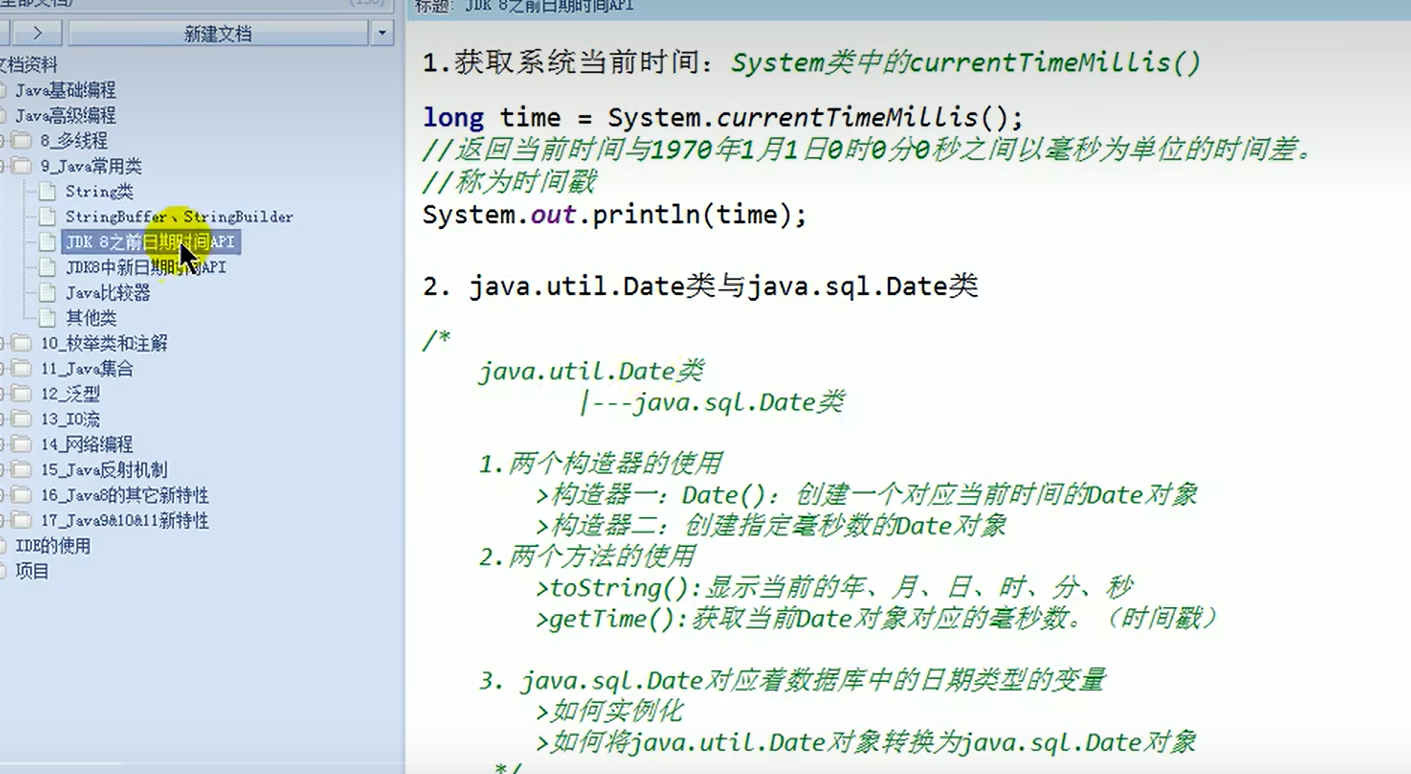 标题: JDK 8之前日期时间API
>
新建文档
文档资料
Java基础编程
Java高级编程
8_多线程
9_Java常用类
String类
StringBuffer、StringBuilder
JDK 8之前日期时间API
JDK8中新日期时间API
Java比较器
其他类
10_枚举类和注解
11_Java集合
12_泛型
13_IO流
14_网络编程
15_Java反射机制
16_Java8的其它新特性
17_Java9&10&11新特性
IDE的使用
项目
1.获取系统当前时间：System类中的currentTimeMillis()
long time = System.currentTimeMillis();
//返回当前时间与1970年1月1日0时0分0秒之间以毫秒为单位的时间差。
//称为时间戳
System.out.println(time);
2. java.util.Date类与java.sql.Date类
/*
java.util.Date类
|---java.sql.Date类
1.两个构造器的使用
>构造器一：Date()：创建一个对应当前时间的Date对象
>构造器二：创建指定毫秒数的Date对象
2.两个方法的使用
>toString():显示当前的年、月、日、时、分、秒
>getTime():获取当前Date对象对应的毫秒数。（时间戳）
3. java.sql.Date对应着数据库中的日期类型的变量
>如何实例化
>如何将java.util.Date对象转换为java.sql.Date对象
*/